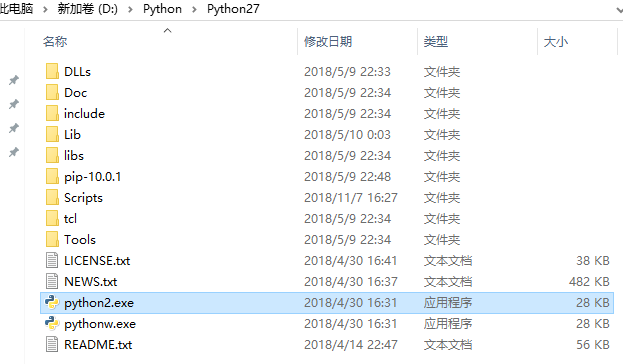 此电脑 > 新加卷 (D:) > Python > Python27
名称 修改日期 类型 大小
DLLs 2018/5/9 22:33 文件夹
Doc 2018/5/9 22:34 文件夹
include 2018/5/9 22:34 文件夹
Lib 2018/5/10 0:03 文件夹
libs 2018/5/9 22:34 文件夹
pip-10.0.1 2018/5/9 22:48 文件夹
Scripts 2018/11/7 16:27 文件夹
tcl 2018/5/9 22:34 文件夹
Tools 2018/5/9 22:34 文件夹
LICENSE.txt 2018/4/30 16:41 文本文档 38 KB
NEWS.txt 2018/4/30 16:37 文本文档 482 KB
python2.exe 2018/4/30 16:31 应用程序 28 KB
pythonw.exe 2018/4/30 16:31 应用程序 28 KB
README.txt 2018/4/14 22:47 文本文档 56 KB